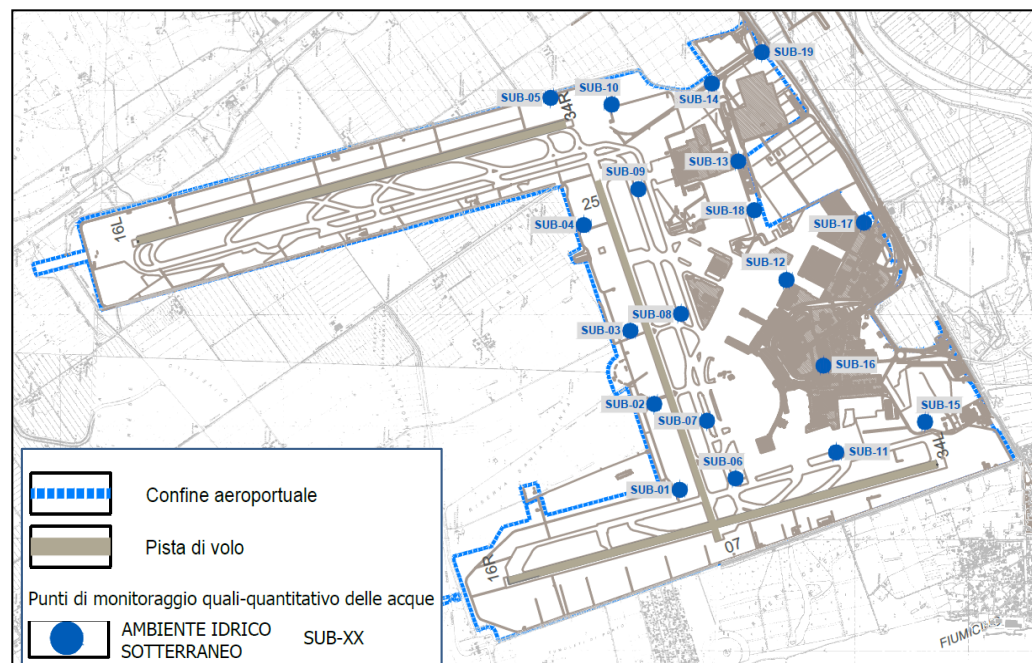 SUB-19
SUB-14
SUB-05
SUB-10
34R
SUB-13
SUB-09
25
SUB-18
SUB-04
SUB-17
16L
SUB-12
SUB-08
SUB-03
SUB-16
SUB-02
SUB-07
SUB-15
SUB-11
34L
SUB-06
SUB-01
07
16R
FIUMICI
Confine aeroportuale
Pista di volo
Punti di monitoraggio quali-quantitativo delle acque
AMBIENTE IDRICO SUB-XX
SOTTERRANEO